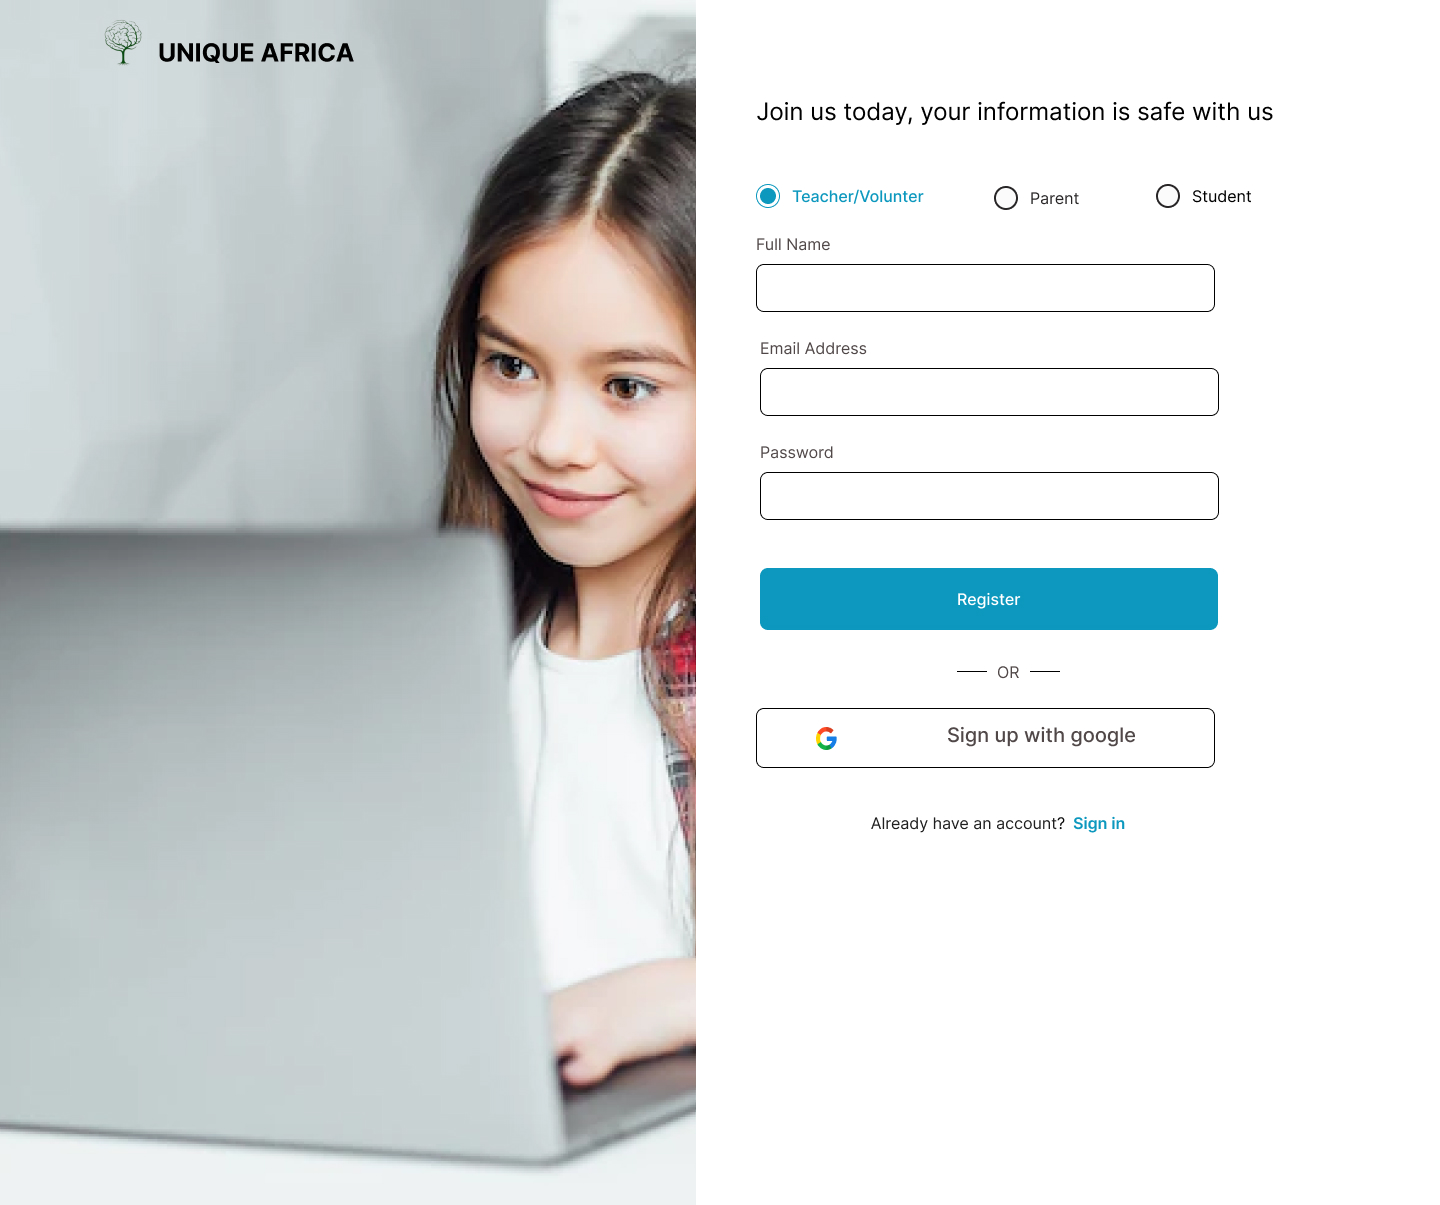 UNIQUE AFRICA
Join us today, your information is safe with us
Teacher/Volunter
Parent
Student
Full Name
Email Address
Password
Register
OR
Sign up with google
Already have an account? Sign in